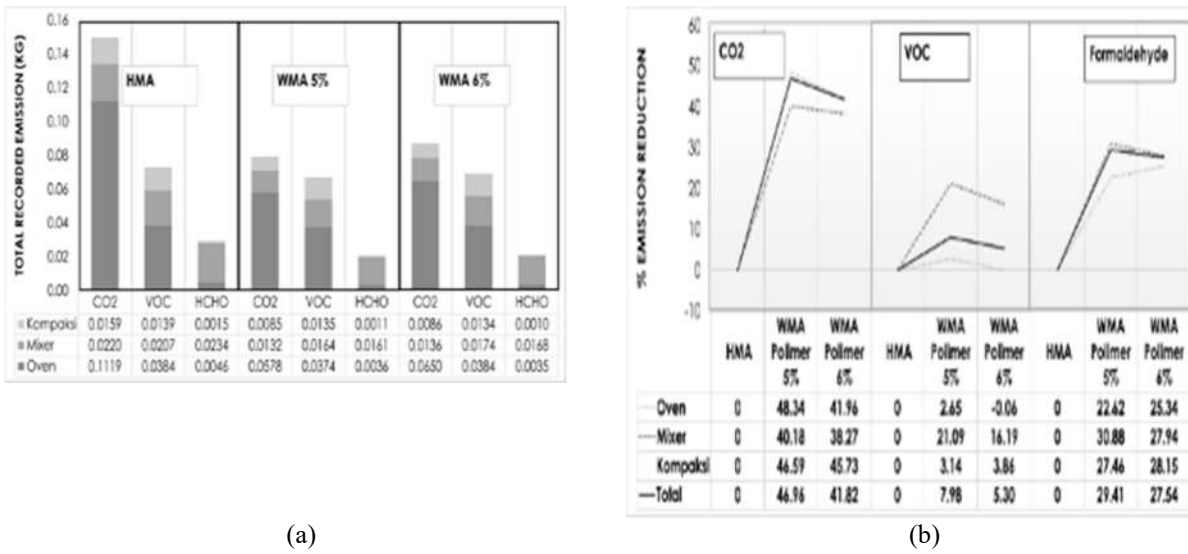 TOTAL RECORDED EMISSION (KG)
0.16
0.14
0.12
0.10
0.08
0.06
0.04
0.02
0.00
HMA
WMA 5%
WMA 6%
CO2 VOC HCHO CO2 VOC HCHO CO2 VOC HCHO
Kompaksi 0.0159 0.0139 0.0015 0.0085 0.0135 0.0011 0.0086 0.0134 0.0010
Mixer 0.0220 0.0207 0.0234 0.0132 0.0164 0.0161 0.0136 0.0174 0.0168
Oven 0.1119 0.0384 0.0046 0.0578 0.0374 0.0036 0.0650 0.0384 0.0035
(a)
% EMISSION REDUCTION
60
50
40
30
20
10
0
-10
CO2
VOC
Formaldehyde
WMA WMA WMA WMA WMA WMA
HMA Polimer Polimer HMA Polimer Polimer HMA Polimer Polimer
5% 6% 5% 6% 5% 6%
Oven 0 48.34 41.96 0 2.65 -0.06 0 22.62 25.34
Mixer 0 40.18 38.27 0 21.09 16.19 0 30.88 27.94
Kompaksi 0 46.59 45.73 0 3.14 3.86 0 27.46 28.15
Total 0 46.96 41.82 0 7.98 5.30 0 29.41 27.54
(b)